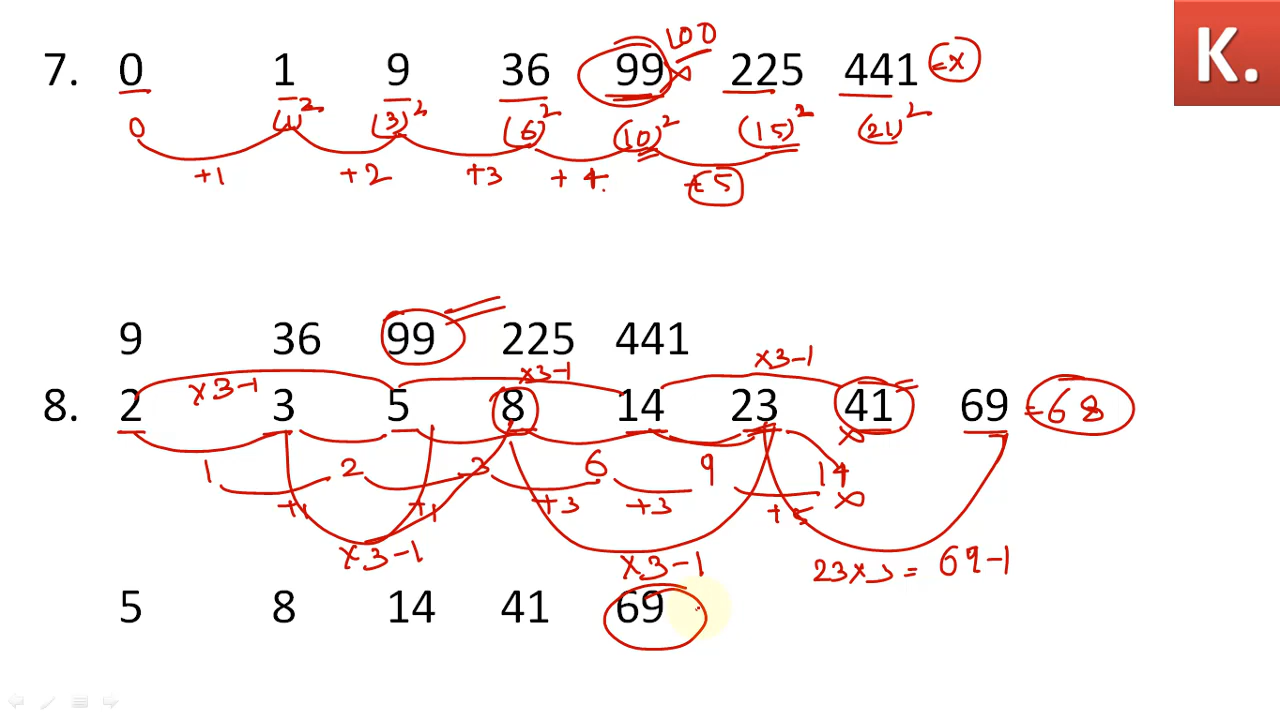 K.
100
7. 0 1 9 36 99 × 225 441 = x
0 (1)² (3)² (6)² (10)² (15)² (21)²
+1 +2 +3 +4. +5
9 36 99 225 441
×3-1 ×3-1 ×3-1
8. 2 3 5 8 14 23 41 69 = 68
1 2 3 6 9 14
+1 +1 +3 +3 +5
×3-1 ×3-1 23×3 = 69-1
5 8 14 41 69